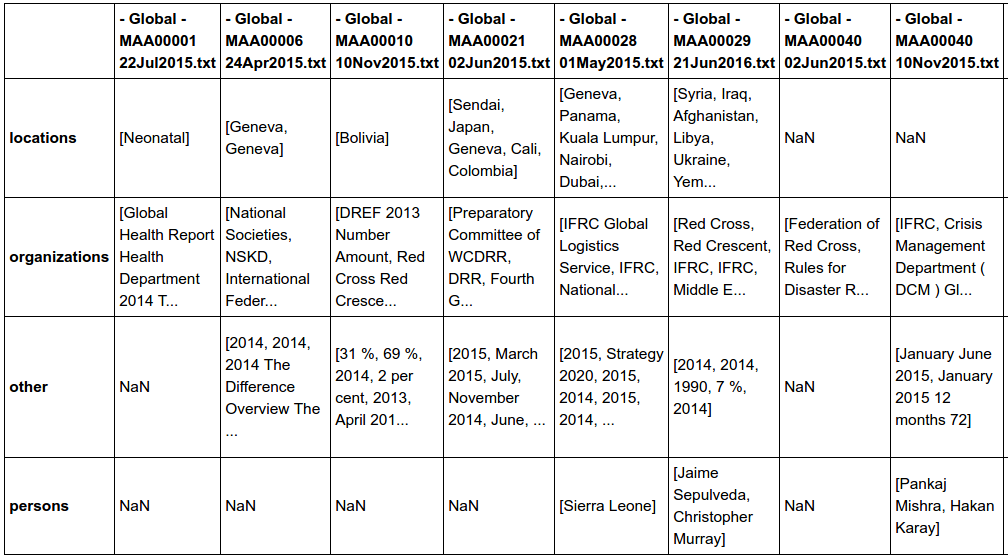 - Global -
MAA00001
22Jul2015.txt
- Global -
MAA00006
24Apr2015.txt
- Global -
MAA00010
10Nov2015.txt
- Global -
MAA00021
02Jun2015.txt
- Global -
MAA00028
01May2015.txt
- Global -
MAA00029
21Jun2016.txt
- Global -
MAA00040
02Jun2015.txt
- Global -
MAA00040
10Nov2015.txt
locations
[Neonatal]
[Geneva,
Geneva]
[Bolivia]
[Sendai,
Japan,
Geneva, Cali,
Colombia]
[Geneva,
Panama,
Kuala Lumpur,
Nairobi,
Dubai,...
[Syria, Iraq,
Afghanistan,
Libya,
Ukraine,
Yem...
NaN
NaN
organizations
[Global
Health Report
Health
Department
2014 T...
[National
Societies,
NSKD,
International
Feder...
[DREF 2013
Number
Amount, Red
Cross Red
Cresce...
[Preparatory
Committee of
WCDRR,
DRR, Fourth
G...
[IFRC Global
Logistics
Service, IFRC,
National...
[Red Cross,
Red Crescent,
IFRC, IFRC,
Middle E...
[Federation of
Red Cross,
Rules for
Disaster R...
[IFRC, Crisis
Management
Department (
DCM ) Gl...
other
NaN
[2014, 2014,
2014 The
Difference
Overview The
...
[31 %, 69 %,
2014, 2 per
cent, 2013,
April 201...
[2015, March
2015, July,
November
2014, June, ...
[2015, Strategy
2020, 2015,
2014, 2015,
2014, ...
[2014, 2014,
1990, 7 %,
2014]
NaN
[January June
2015, January
2015 12
months 72]
persons
NaN
NaN
NaN
NaN
[Sierra Leone]
[Jaime
Sepulveda,
Christopher
Murray]
NaN
[Pankaj
Mishra, Hakan
Karay]